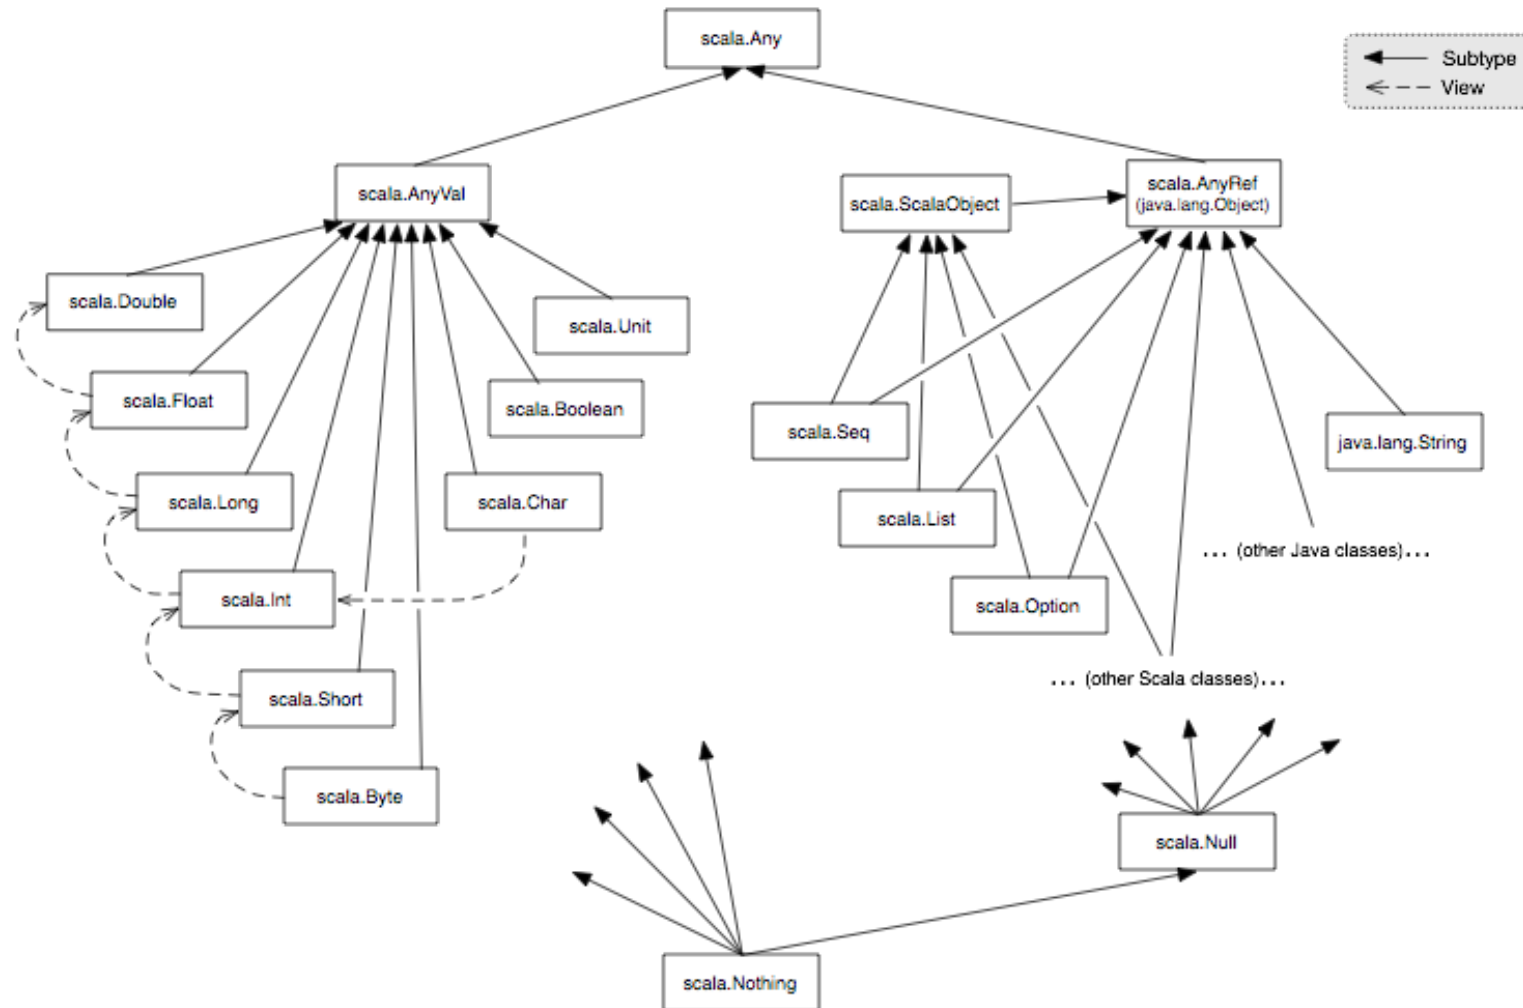 scala.Any
Subtype
View
scala.AnyVal
scala.ScalaObject
scala.AnyRef
(java.lang.Object)
scala.Double
scala.Unit
scala.Float
scala.Boolean
scala.Seq
java.lang.String
scala.Long
scala.Char
scala.List
... (other Java classes)...
scala.Int
scala.Option
scala.Short
... (other Scala classes)...
scala.Byte
scala.Null
scala.Nothing